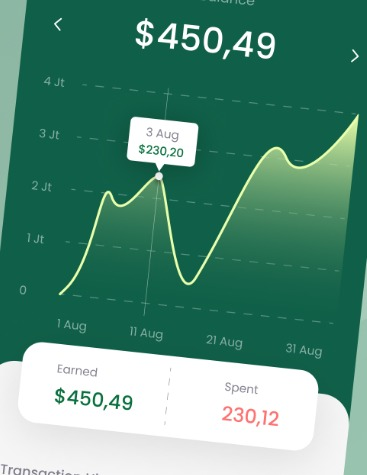 $450,49
4 Jt
3 Jt
2 Jt
1 Jt
0
3 Aug
$230,20
1 Aug
11 Aug
21 Aug
31 Aug
Earned
$450,49
Spent
230,12